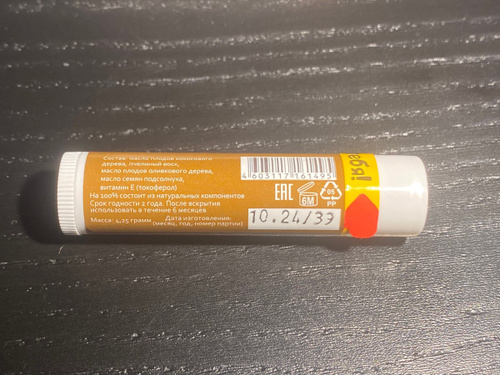 Состав: масло плодов кокосового
дерева, пчелиный воск,
масло плодов оливкового дерева,
масло семян подсолнуха,
витамин Е (токоферол)
На 100% состоит из натуральных компонентов
Срок годности 2 года. После вскрытия
использовать в течение 6 месяцев
Масса: 4,25 грамм
Дата изготовления:
(месяц, год, номер партии)
4603117161495
EAC
6M
05
PP
10.24/39